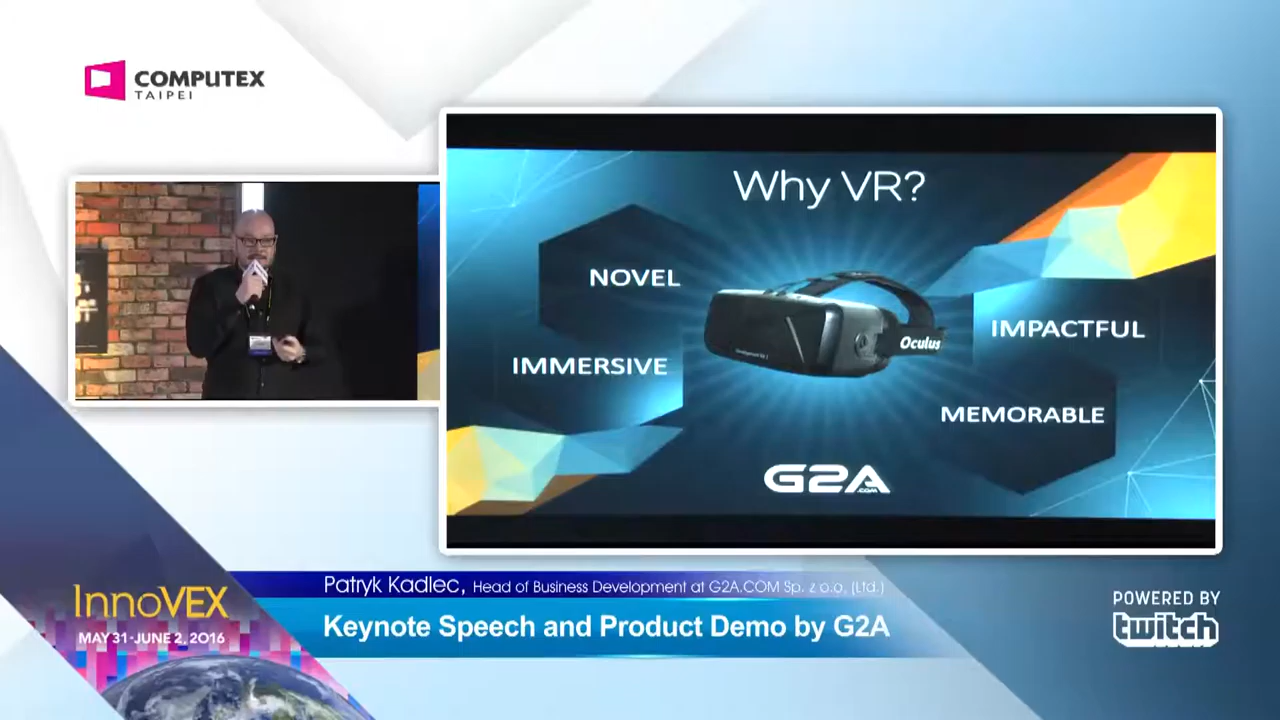 COMPUTEX
TAIPEI
Why VR?
NOVEL
IMMERSIVE
IMPACTFUL
MEMORABLE
Oculus
G2A
.COM
Patryk Kadlec, Head of Business Development at G2A.COM Sp. z o.o. (Ltd.)
Keynote Speech and Product Demo by G2A
InnoVEX
MAY 31-JUNE 2, 2016
POWERED BY
twitch